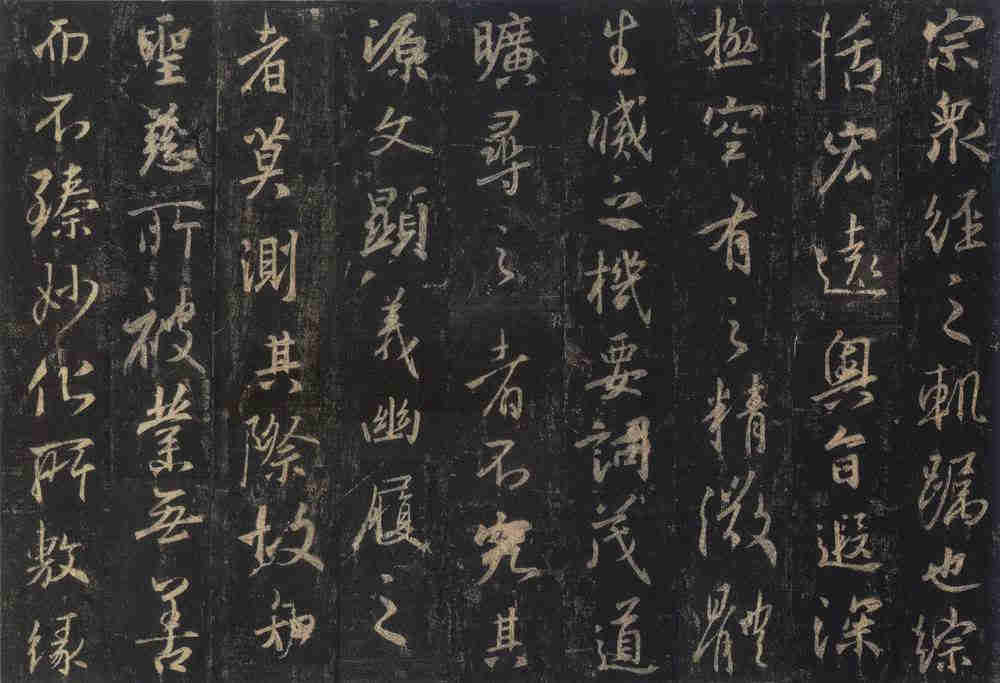 宗衆經之軌躅也綜
括宏遠奧旨遐深
極空有之精微體
生滅之機要詞茂道
曠尋之者不究其
源文顯義幽履之
者莫測其際故知
聖慈所被業無善
而不臻妙化所敷緣